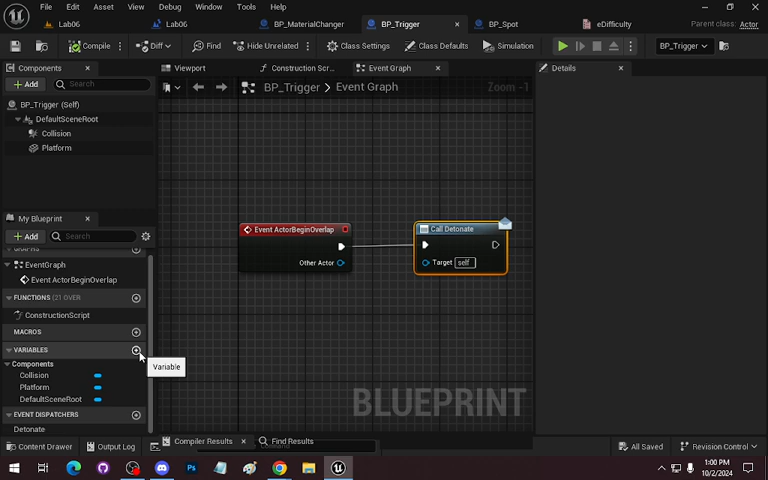 File Edit Asset View Debug Window Tools Help
Lab06 Lab06 BP_MaterialChanger BP_Trigger BP_Spot eDifficulty Parent class: Actor
Compile Diff Find Hide Unrelated Class Settings Class Defaults Simulation BP_Trigger
Components Viewport Construction Scr... Event Graph Details
+ Add Search BP_Trigger > Event Graph Zoom -1
BP_Trigger (Self)
DefaultSceneRoot
Collision
Platform
My Blueprint
+ Add Search
EventGraph
Event ActorBeginOverlap
FUNCTIONS (21 OVER
ConstructionScript
MACROS
VARIABLES
Variable
Components
Collision
Platform
DefaultSceneRoot
EVENT DISPATCHERS
Detonate
Event ActorBeginOverlap
Other Actor
Call Detonate
Target self
BLUEPRINT
Compiler Results Find Results
Content Drawer Output Log All Saved Revision Control
1:00 PM
10/2/2024